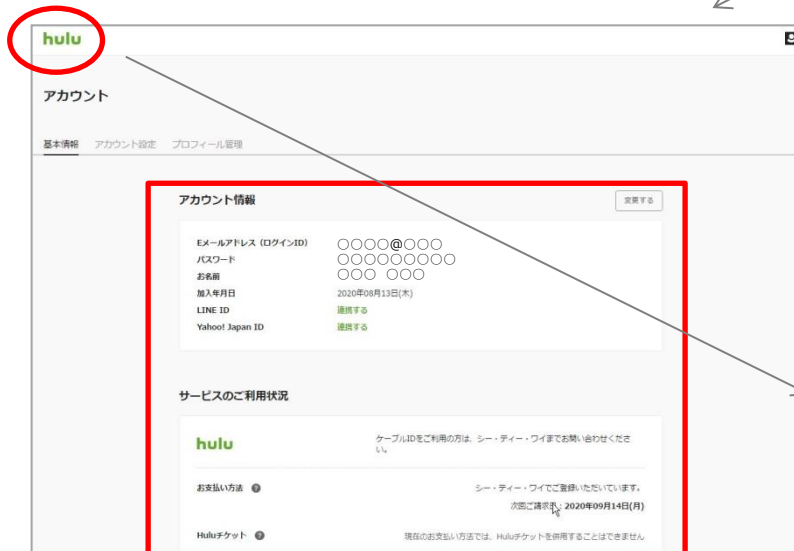 hulu
アカウント
基本情報 アカウント設定 プロフィール管理
アカウント情報 変更する
Eメールアドレス (ログインID) ○○○○@○○○
パスワード ○○○○○○○○○
お名前 ○○○ ○○○
加入年月日 2020年08月13日(木)
LINE ID 連携する
Yahoo! Japan ID 連携する
サービスのご利用状況
hulu ケーブルIDをご利用の方は、シー・ティー・ワイまでお問い合わせくださ
い。
お支払い方法 ? シー・ティー・ワイでご登録いただいています。
次回ご請求日：2020年09月14日(月)
Huluチケット ? 現在のお支払い方法では、Huluチケットを併用することはできません